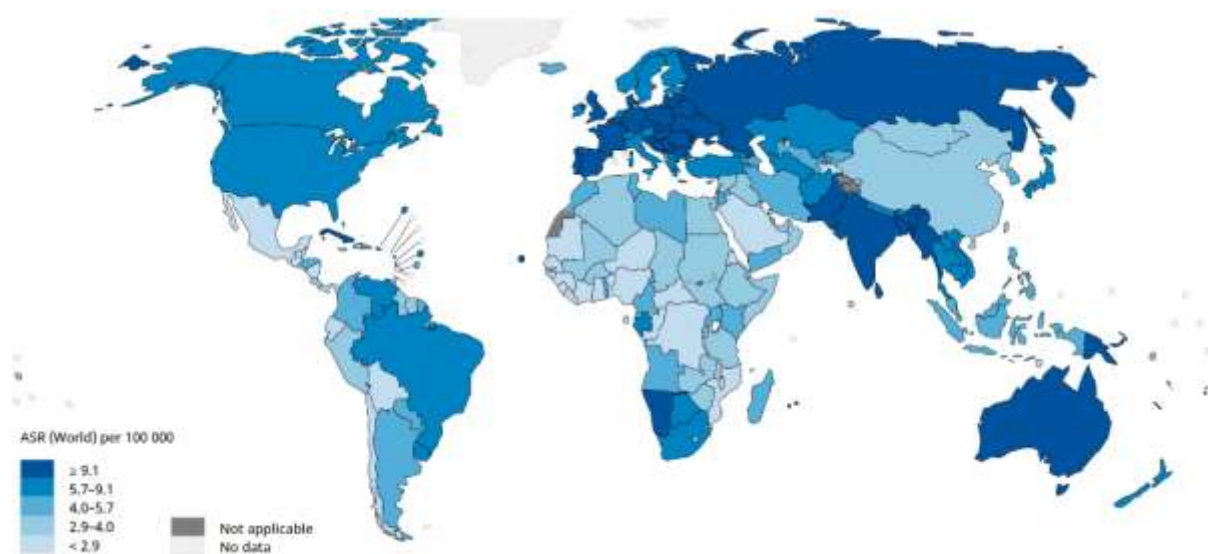 ASR (World) per 100 000
≥ 9.1
5.7–9.1
4.0–5.7
2.9–4.0
< 2.9
Not applicable
No data